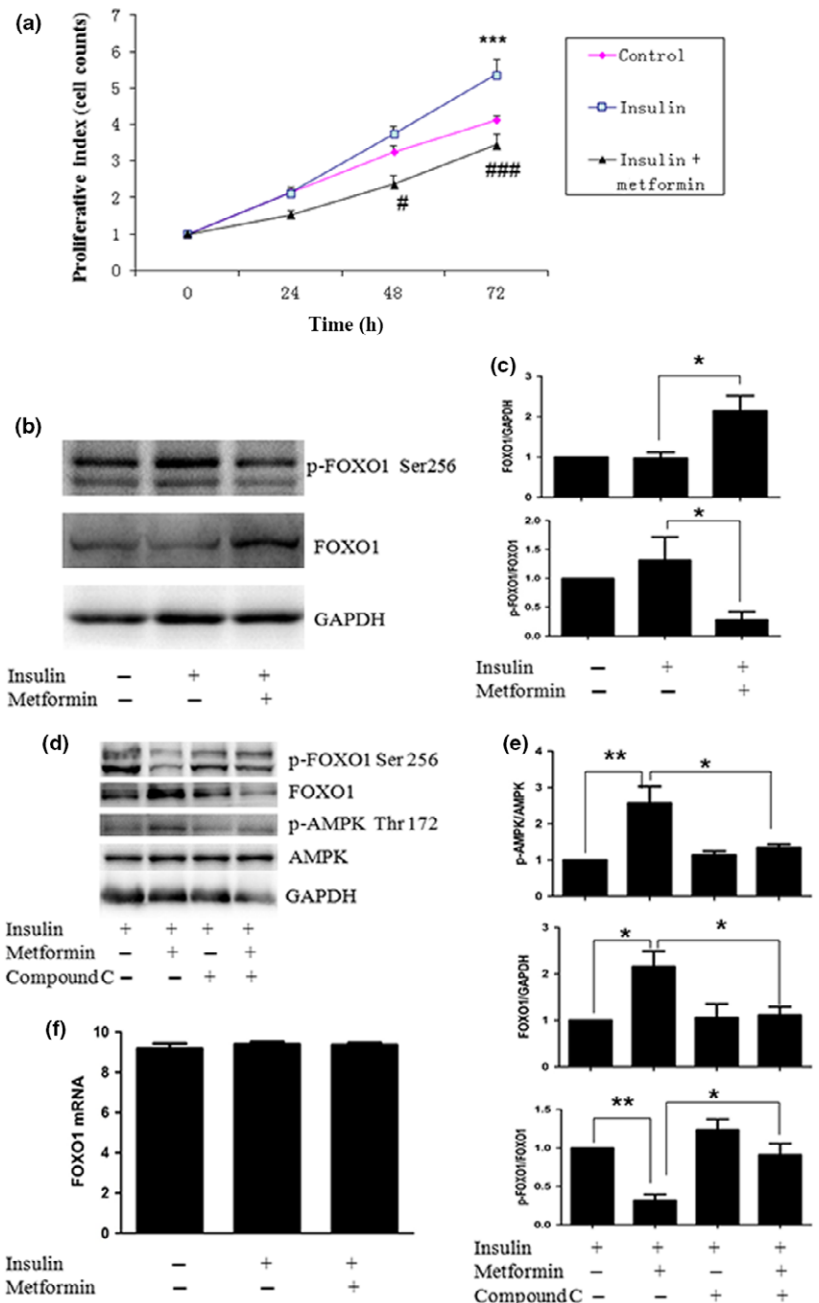 (a)
Proliferative Index (cell counts)
7
6
5
4
3
2
1
0
0 24 48 72
Time (h)
***
#
###
Control
Insulin
Insulin +
metformin
(b)
p-FOXO1 Ser256
FOXO1
GAPDH
Insulin − + +
Metformin − − +
(c)
FOXO1/GAPDH
3
2
1
0
*
p-FOXO1/FOXO1
2.0
1.5
1.0
0.5
0.0
*
Insulin − + +
Metformin − − +
(d)
p-FOXO1 Ser 256
FOXO1
p-AMPK Thr172
AMPK
GAPDH
Insulin + + + +
Metformin − + − +
Compound C − − + +
(e)
p-AMPK/AMPK
4
3
2
1
0
** *
FOXO1/GAPDH
3
2
1
0
* *
p-FOXO1/FOXO1
1.5
1.0
0.5
0.0
** *
Insulin + + + +
Metformin − + − +
Compound C − − + +
(f)
FOXO1 mRNA
10
8
6
4
2
0
Insulin − + +
Metformin − − +